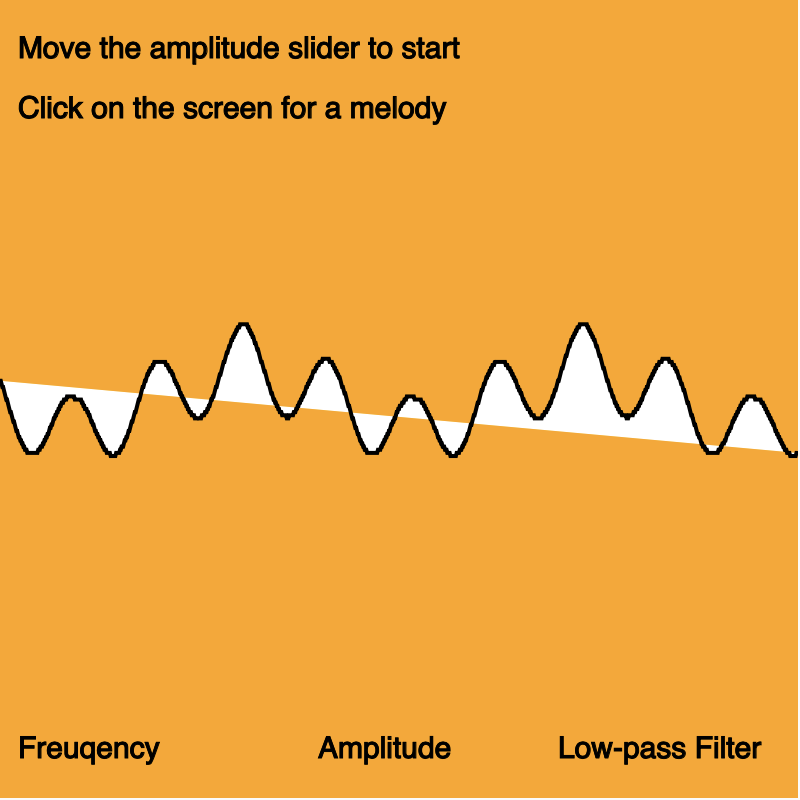 Move the amplitude slider to start
Click on the screen for a melody
Freuqency Amplitude Low-pass Filter